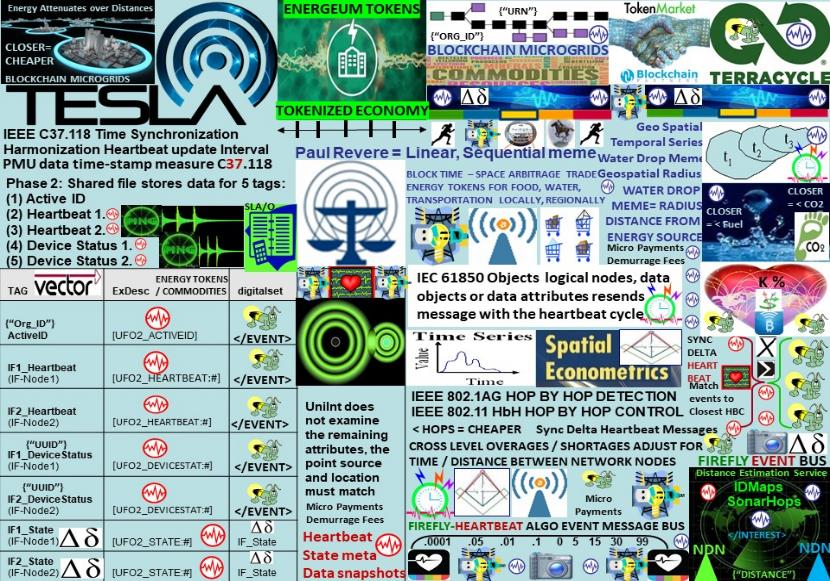 Energy Attenuates over Distances
CLOSER=
CHEAPER
BLOCKCHAIN MICROGRIDS
TESLA
IEEE C37.118 Time Synchronization
Harmonization Heartbeat update Interval
PMU data time-stamp measure C37.118
Phase 2: Shared file stores data for 5 tags:
(1) Active ID
(2) Heartbeat 1.
(3) Heartbeat 2.
(4) Device Status 1.
(5) Device Status 2.
PING
PING
SLA/O
ENERGEUM TOKENS
TOKENIZED ECONOMY
{"URN"}
{"ORG_ID"}
BLOCKCHAIN MICROGRIDS
COMMODITIES
TokenMarket
Blockchain
PARTNERS
TERRACYCLE
Δδ
Δδ
Paul Revere = Linear, Sequential meme
BLOCK TIME – SPACE ARBITRAGE TRADE
ENERGY TOKENS FOR FOOD, WATER,
TRANSPORTATION LOCALLY,REGIONALLY
Geo Spatial
Temporal Series
Water Drop Meme
Geospatial Radius
WATER DROP
MEME= RADIUS
DISTANCE FROM
ENERGY SOURCE
Micro Payments
Demurrage Fees
t1
t2
t3
CLOSER
=< Fuel
CLOSER
=< CO2
CO2
IEC 61850 Objects logical nodes, data
objects or data attributes resends
message with the heartbeat cycle
K %
TAG vector
ENERGY TOKENS
ExDesc / COMMODITIES
digitalset
{"Org_ID"}
ActiveID
[UFO2_ACTIVEID]
</EVENT>
IF1_Heartbeat
(IF-Node1)
[UFO2_HEARTBEAT:#]
</EVENT>
IF2_Heartbeat
(IF-Node2)
[UFO2_HEARTBEAT:#]
</EVENT>
{"UUID"}
IF1_DeviceStatus
(IF-Node1)
[UFO2_DEVICESTAT:#]
</EVENT>
{"UUID"}
IF2_DeviceStatus
(IF-Node2)
[UFO2_DEVICESTAT:#]
</EVENT>
IF1_State
(IF-Node1)
Δδ
[UFO2_STATE:#]
Δδ
IF_State
IF2_State
(IF-Node2)
Δδ
[UFO2_STATE:#]
Δδ
IF_State
UniInt does
not examine
the remaining
attributes, the
point source
and location
must match
Micro Payments
Demurrage Fees
Heartbeat
State meta
Data snapshots
Time Series
Value
Time
Spatial
Econometrics
SYNC
DELTA
HEART
BEAT
Match
events to
Closest HBC
X
Σ
Δδ
IEEE 802.1AG HOP BY HOP DETECTION
IEEE 802.11 HbH HOP BY HOP CONTROL
< HOPS = CHEAPER Sync Delta Heartbeat Messages
CROSS LEVEL OVERAGES / SHORTAGES ADJUST FOR
TIME / DISTANCE BETWEEN NETWORK NODES
Micro
Payments
FIREFLY-HEARTBEAT ALGO EVENT MESSAGE BUS
.0001 .05 .01 .1 0 5 15 30 99
FIREFLY EVENT BUS
Distance Estimation Service
IDMaps
SonarHops
</INTEREST>
NDN
NDN
{"DISTANCE"}